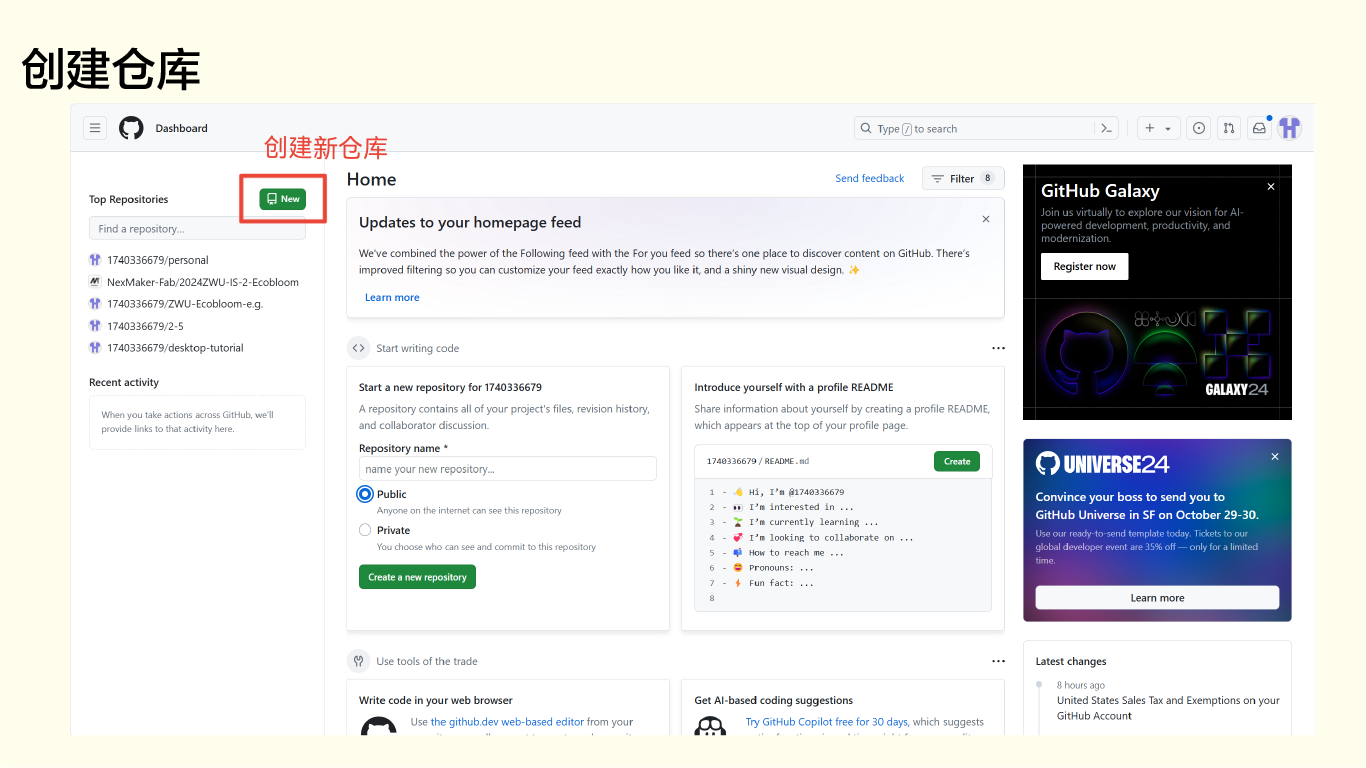 创建仓库
Dashboard
Type / to search
创建新仓库
Top Repositories
New
Find a repository...
1740336679/personal
NexMaker-Fab/2024ZWU-IS-2-Ecobloom
1740336679/ZWU-Ecobloom-e.g.
1740336679/2-5
1740336679/desktop-tutorial
Recent activity
When you take actions across GitHub, we'll
provide links to that activity here.
Home
Send feedback
Filter 8
Updates to your homepage feed
We've combined the power of the Following feed with the For you feed so there's one place to discover content on GitHub. There's
improved filtering so you can customize your feed exactly how you like it, and a shiny new visual design. ✨
Learn more
Start writing code
Start a new repository for 1740336679
A repository contains all of your project's files, revision history,
and collaborator discussion.
Repository name *
name your new repository...
Public
Anyone on the internet can see this repository
Private
You choose who can see and commit to this repository
Create a new repository
Introduce yourself with a profile README
Share information about yourself by creating a profile README,
which appears at the top of your profile page.
1740336679 / README.md
Create
1 - 👋 Hi, I'm @1740336679
2 - 👀 I'm interested in ...
3 - 🌱 I'm currently learning ...
4 - 💞️ I'm looking to collaborate on ...
5 - 📫 How to reach me ...
6 - 😄 Pronouns: ...
7 - ⚡ Fun fact: ...
8
Use tools of the trade
Write code in your web browser
Use the github.dev web-based editor from your
Get AI-based coding suggestions
Try GitHub Copilot free for 30 days, which suggests
GitHub Galaxy
Join us virtually to explore our vision for AI-
powered development, productivity, and
modernization.
Register now
GALAXY24
UNIVERSE24
Convince your boss to send you to
GitHub Universe in SF on October 29-30.
Use our ready-to-send template today. Tickets to our
global developer event are 35% off — only for a limited
time.
Learn more
Latest changes
8 hours ago
United States Sales Tax and Exemptions on your
GitHub Account